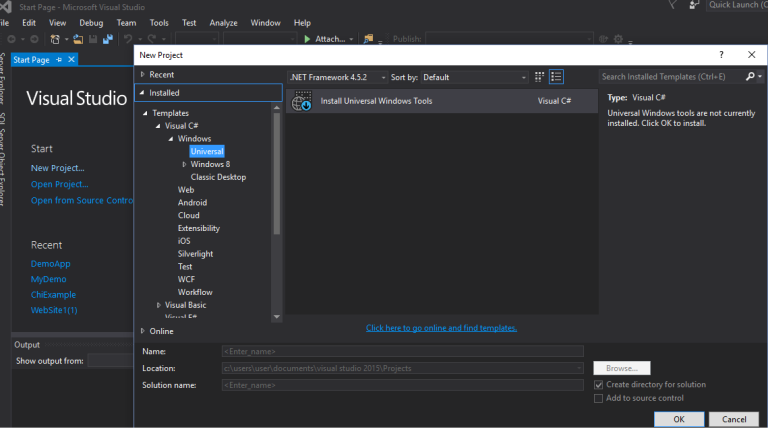 Start Page - Microsoft Visual Studio
Quick Launch (C
File Edit View Debug Team Tools Test Analyze Window Help
Attach...
Publish:
Server Explorer
SQL Server Object Explorer
Start Page
Visual Studio
Start
New Project...
Open Project...
Open from Source Contro
Recent
DemoApp
MyDemo
ChiExample
WebSite1(1)
Output
Show output from:
New Project
? X
Recent
Installed
Templates
Visual C#
Windows
Universal
Windows 8
Classic Desktop
Web
Android
Cloud
Extensibility
iOS
Silverlight
Test
WCF
Workflow
Visual Basic
Visual F#
Online
.NET Framework 4.5.2
Sort by: Default
Install Universal Windows Tools
Visual C#
Click here to go online and find templates.
Search Installed Templates (Ctrl+E)
Type: Visual C#
Universal Windows tools are not currently
installed. Click OK to install.
Name:
<Enter_name>
Location:
c:\users\user\documents\visual studio 2015\Projects
Browse...
Solution name:
<Enter_name>
Create directory for solution
Add to source control
OK
Cancel